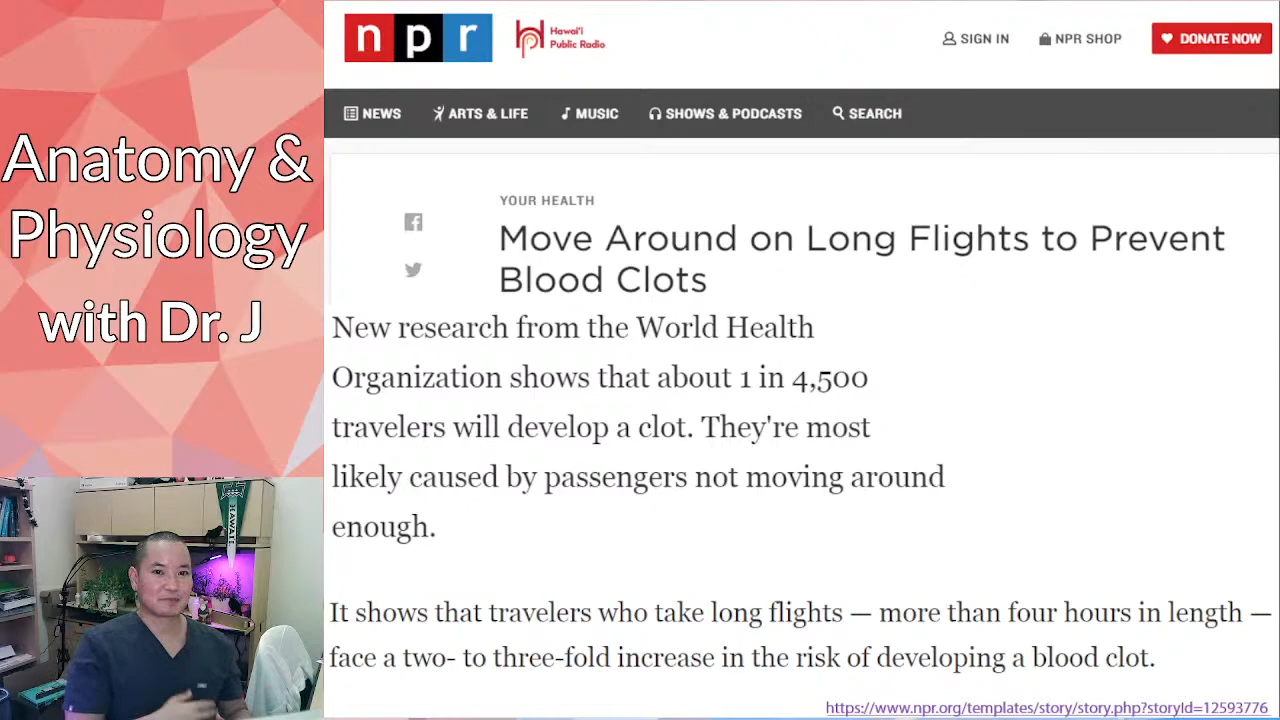 Anatomy &
Physiology
with Dr. J
npr
Hawai'i
Public Radio
SIGN IN
NPR SHOP
DONATE NOW
NEWS
ARTS & LIFE
MUSIC
SHOWS & PODCASTS
SEARCH
YOUR HEALTH
Move Around on Long Flights to Prevent
Blood Clots
New research from the World Health
Organization shows that about 1 in 4,500
travelers will develop a clot. They're most
likely caused by passengers not moving around
enough.
It shows that travelers who take long flights — more than four hours in length —
face a two- to three-fold increase in the risk of developing a blood clot.
https://www.npr.org/templates/story/story.php?storyId=12593776
HAWAI'I